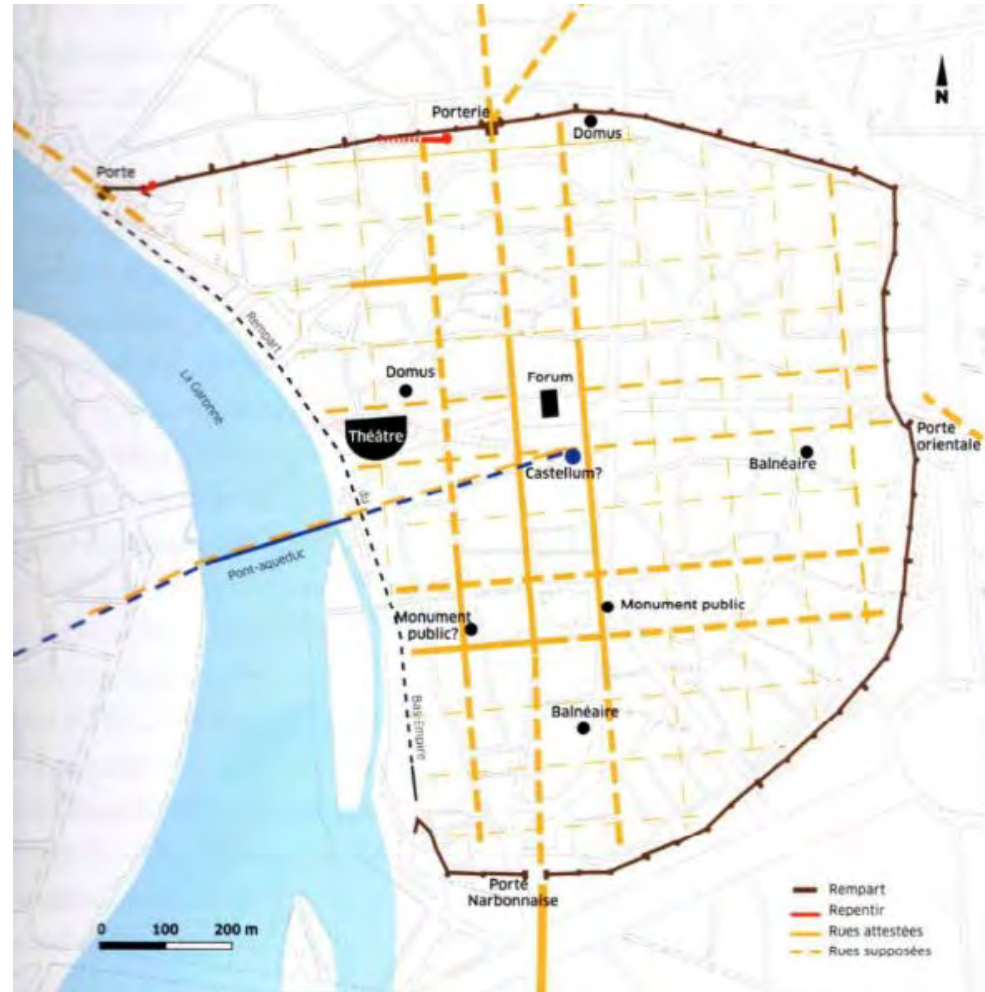 N
Porterie
Domus
Porte
Rempart
La Garonne
Domus
Forum
Théâtre
Porte
orientale
Balnéaire
Castellum?
du
Pont-aqueduc
Monument public
Monument
public?
Bas-Empire
Balnéaire
Porte
Narbonnaise
0 100 200 m
Rempart
Repentir
Rues attestées
Rues supposées